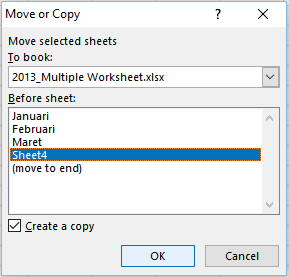 Move or Copy
Move selected sheets
To book:
2013_Multiple Worksheet.xlsx
Before sheet:
Januari
Februari
Maret
Sheet4
(move to end)
Create a copy
OK
Cancel